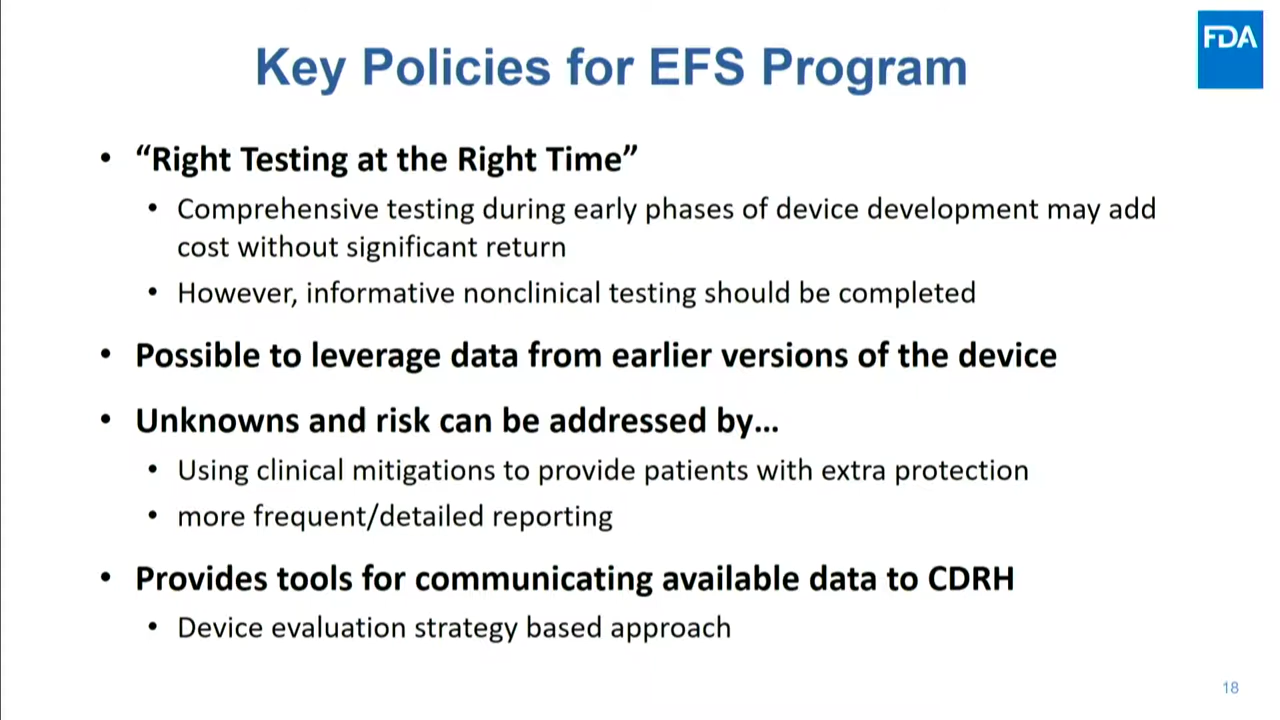 FDA
Key Policies for EFS Program
• “Right Testing at the Right Time”
• Comprehensive testing during early phases of device development may add
cost without significant return
• However, informative nonclinical testing should be completed
• Possible to leverage data from earlier versions of the device
• Unknowns and risk can be addressed by…
• Using clinical mitigations to provide patients with extra protection
• more frequent/detailed reporting
• Provides tools for communicating available data to CDRH
• Device evaluation strategy based approach
18